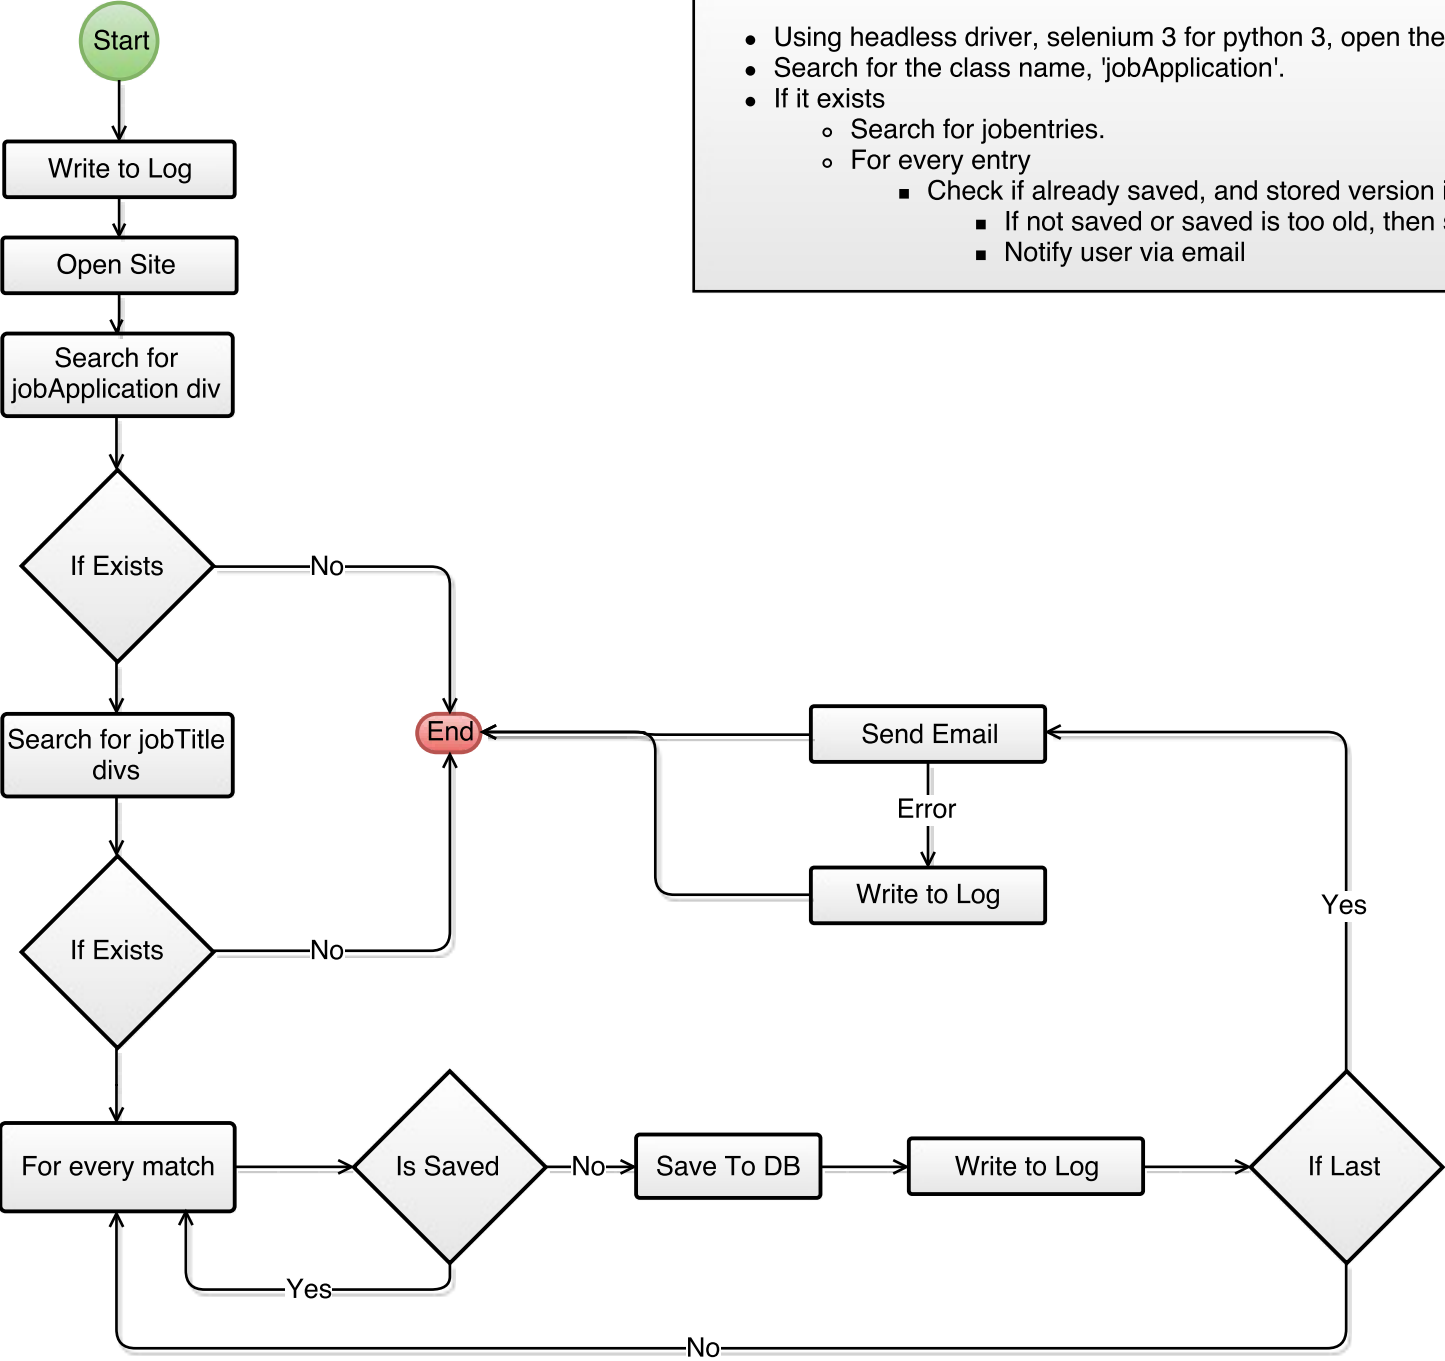 Start
• Using headless driver, selenium 3 for python 3, open the
• Search for the class name, 'jobApplication'.
• If it exists
○ Search for jobentries.
○ For every entry
■ Check if already saved, and stored version
■ If not saved or saved is too old, then
■ Notify user via email
Write to Log
Open Site
Search for
jobApplication div
If Exists
No
Search for jobTitle
divs
End
Send Email
Error
Write to Log
Yes
If Exists
No
For every match
Is Saved
No
Save To DB
Write to Log
If Last
Yes
No